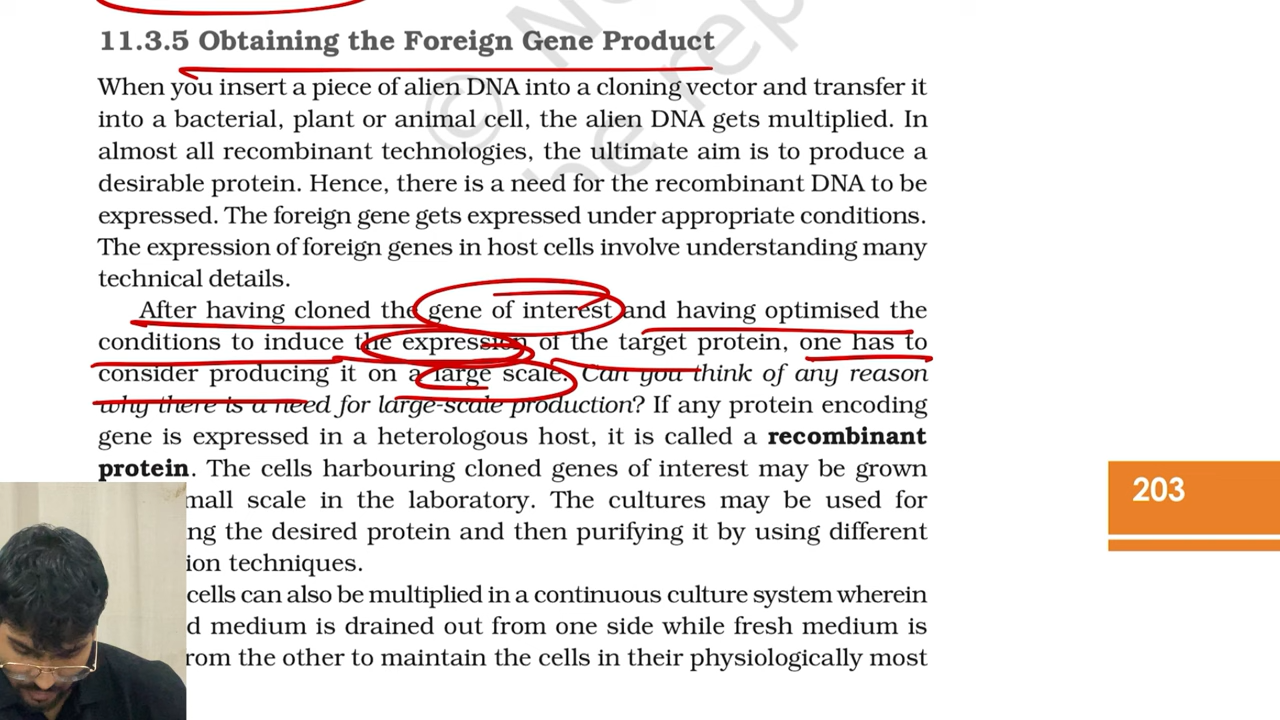 11.3.5 Obtaining the Foreign Gene Product
When you insert a piece of alien DNA into a cloning vector and transfer it
into a bacterial, plant or animal cell, the alien DNA gets multiplied. In
almost all recombinant technologies, the ultimate aim is to produce a
desirable protein. Hence, there is a need for the recombinant DNA to be
expressed. The foreign gene gets expressed under appropriate conditions.
The expression of foreign genes in host cells involve understanding many
technical details.
After having cloned the gene of interest and having optimised the
conditions to induce the expression of the target protein, one has to
consider producing it on a large scale. Can you think of any reason
why there is a need for large-scale production? If any protein encoding
gene is expressed in a heterologous host, it is called a recombinant
protein. The cells harbouring cloned genes of interest may be grown
mall scale in the laboratory. The cultures may be used for
ng the desired protein and then purifying it by using different
ion techniques.
cells can also be multiplied in a continuous culture system wherein
d medium is drained out from one side while fresh medium is
rom the other to maintain the cells in their physiologically most
203